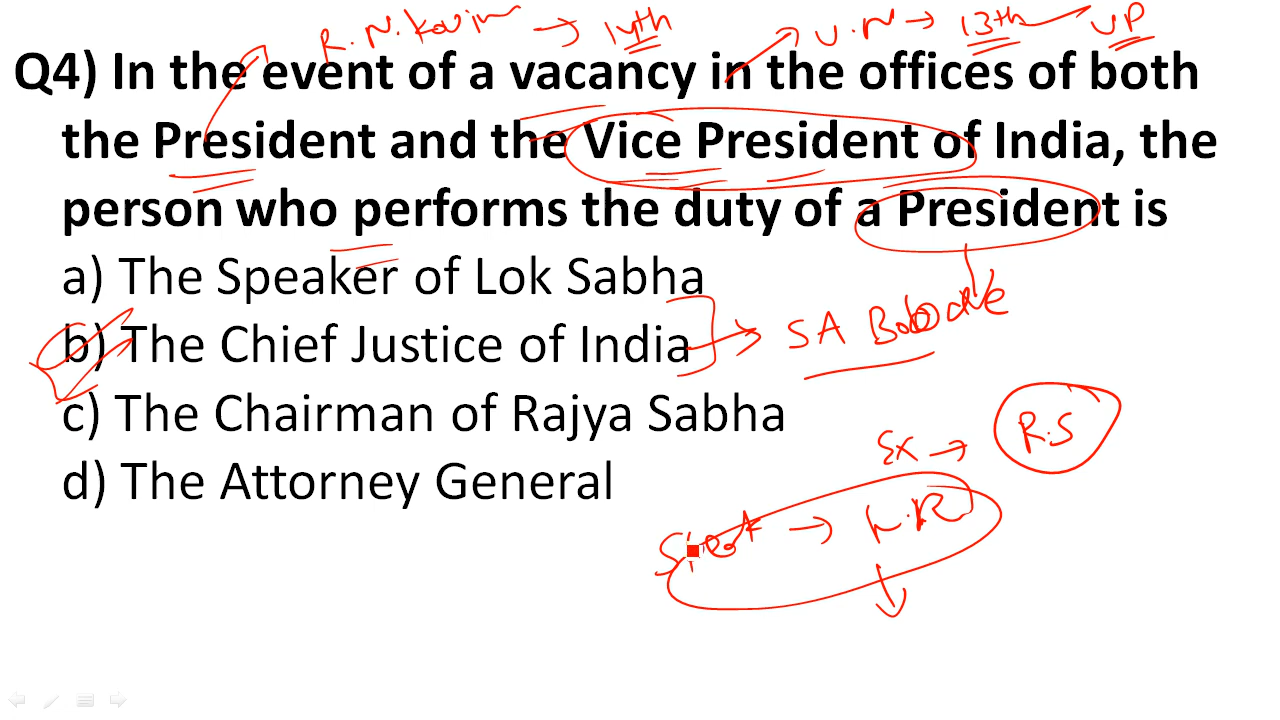 R.N.Kovin → 14th V.N → 13th VP
Q4) In the event of a vacancy in the offices of both
the President and the Vice President of India, the
person who performs the duty of a President is
a) The Speaker of Lok Sabha
b) The Chief Justice of India → SA Bobde
c) The Chairman of Rajya Sabha
Ex → R.S
d) The Attorney General